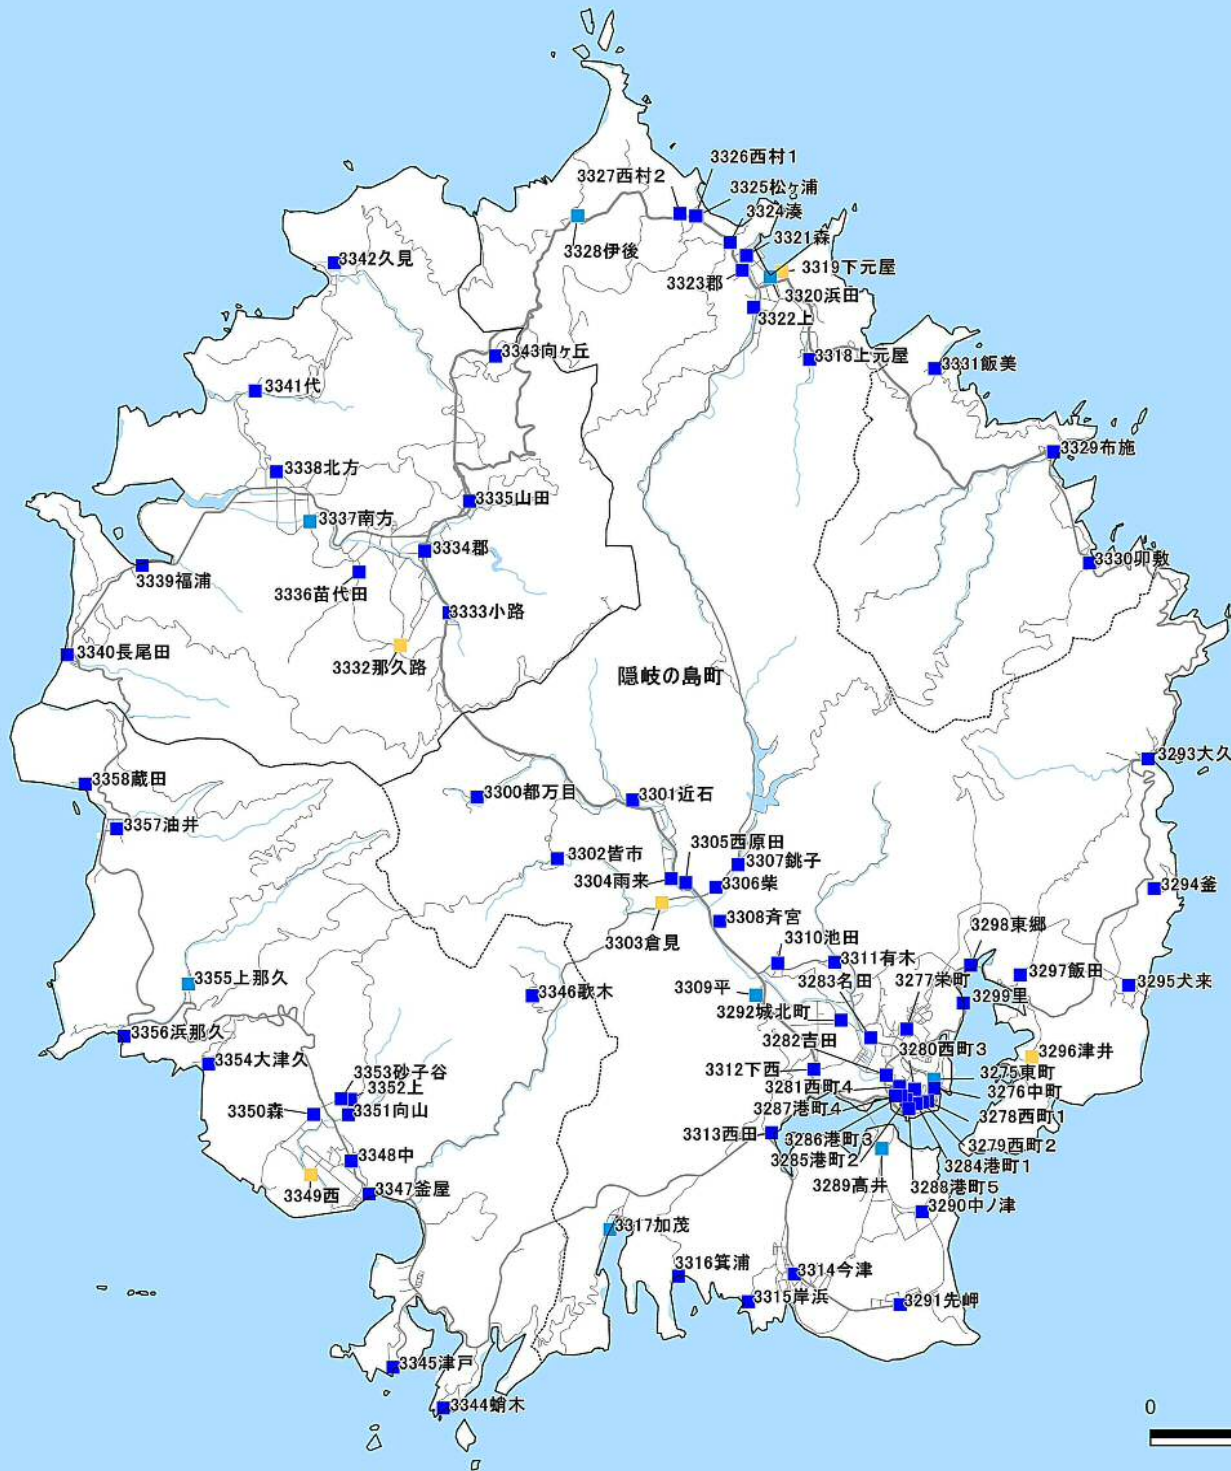 3326西村1
3327西村2
3325松ヶ浦
3324湊
3321森
3328伊後
3319下元屋
3323郡
3320浜田
3322上
3342久見
3343向ヶ丘
3318上元屋
3331飯美
3341代
3329布施
3338北方
3335山田
3337南方
3334郡
3330卯敷
3339福浦
3336苗代田
3333小路
3340長尾田
3332那久路
隠岐の島町
3293大久
3358蔵田
3300都万目
3301近石
3357油井
3305西原田
3302皆市
3307銚子
3304雨来
3306柴
3294釜
3308斉宮
3303倉見
3298東郷
3310池田
3311有木
3297飯田
3355上那久
3283名田
3277栄町
3295犬来
3309平
3346歌木
3299里
3292城北町
3356浜那久
3282吉田
3280西町3
3296津井
3354大津久
3353砂子谷
3312下西
3275東町
3352上
3281西町4
3276中町
3350森
3351向山
3287港町4
3278西町1
3313西田
3286港町3
3279西町2
3348中
3285港町2
3284港町1
3289高井
3288港町5
3349西
3347釜屋
3290中ノ津
3317加茂
3316箕浦
3314今津
3315岸浜
3291先岬
3345津戸
3344蛸木
0